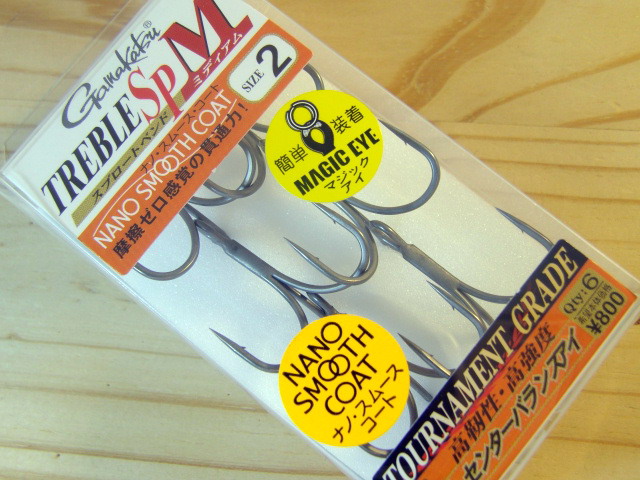 Gamakatsu
TREBLE SP M
ミディアム
スプロートベンド
SIZE 2
ナノ・スムース・コート
NANO SMOOTH COAT
摩擦ゼロ感覚の貫通力!
簡単装着
MAGIC EYE
マジック
アイ
NANO
SMOOTH
COAT
ナノ・スムース
コート
TOURNAMENT GRADE
高靭性・高強度
センターバランスアイ
Qty:6
¥800